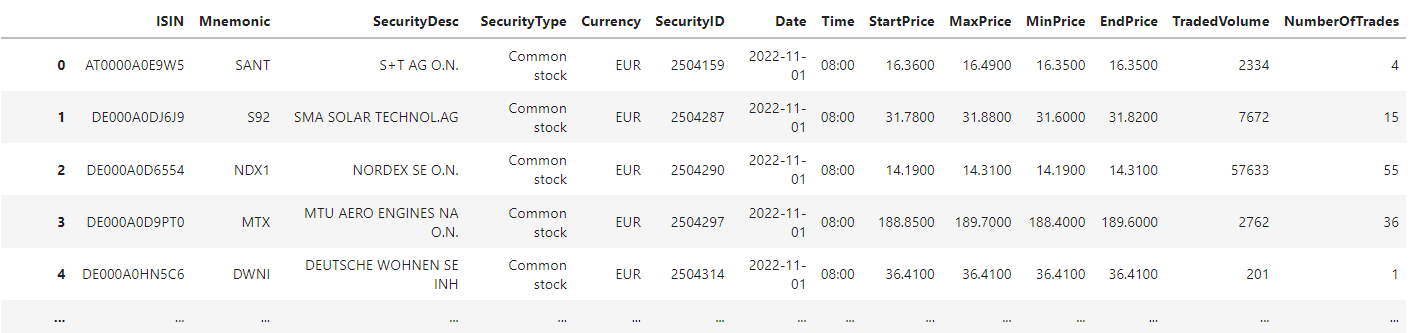 ISIN Mnemonic SecurityDesc SecurityType Currency SecurityID Date Time StartPrice MaxPrice MinPrice EndPrice TradedVolume NumberOfTrades
0 AT0000A0E9W5 SANT S+T AG O.N. Common stock EUR 2504159 2022-11-01 08:00 16.3600 16.4900 16.3500 16.3500 2334 4
1 DE000A0DJ6J9 S92 SMA SOLAR TECHNOL.AG Common stock EUR 2504287 2022-11-01 08:00 31.7800 31.8800 31.6000 31.8200 7672 15
2 DE000A0D6554 NDX1 NORDEX SE O.N. Common stock EUR 2504290 2022-11-01 08:00 14.1900 14.3100 14.1900 14.3100 57633 55
3 DE000A0D9PT0 MTX MTU AERO ENGINES NA O.N. Common stock EUR 2504297 2022-11-01 08:00 188.8500 189.7000 188.4000 189.6000 2762 36
4 DE000A0HN5C6 DWNI DEUTSCHE WOHNEN SE INH Common stock EUR 2504314 2022-11-01 08:00 36.4100 36.4100 36.4100 36.4100 201 1
... ... ... ... ... ... ... ... ... ... ... ... ... ... ...